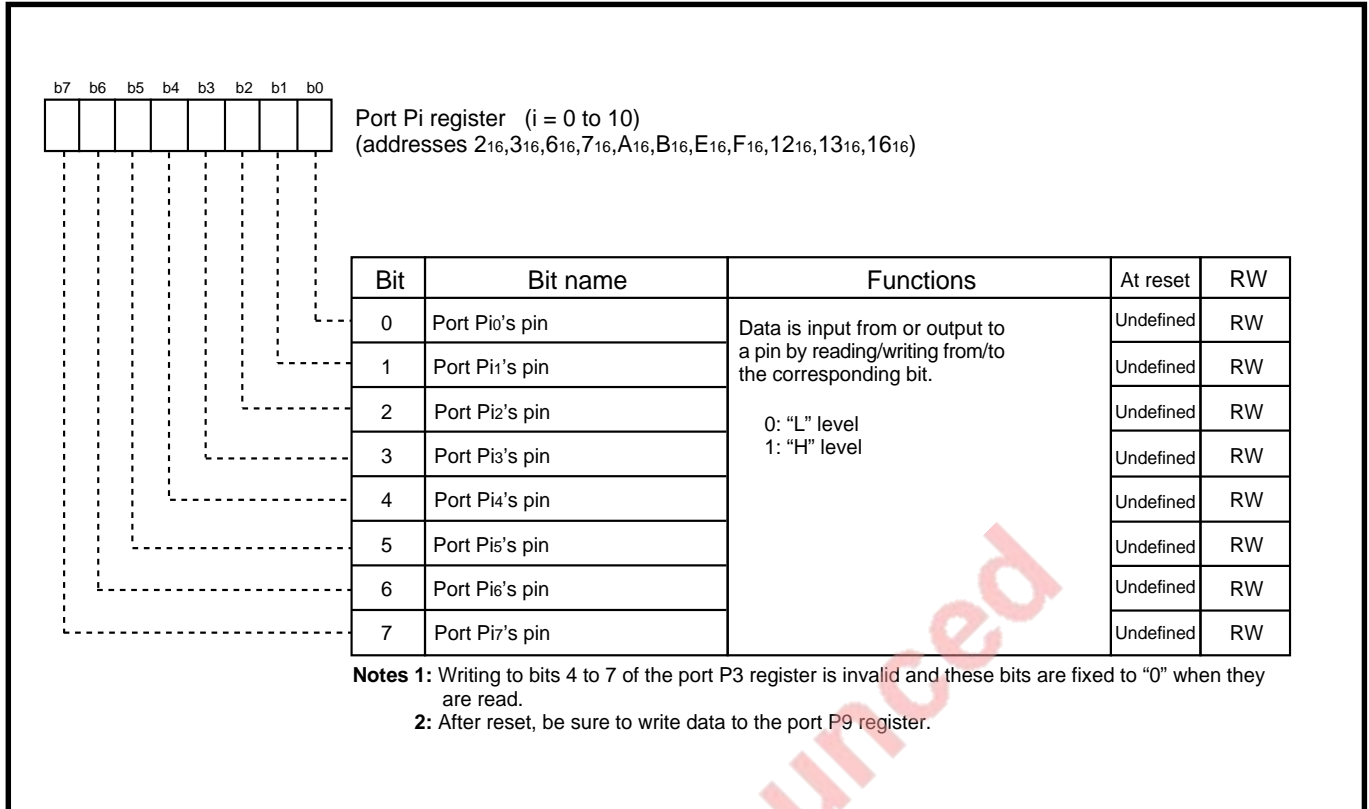 b7 b6 b5 b4 b3 b2 b1 b0
Port Pi register (i = 0 to 10)
(addresses 2₁₆,3₁₆,6₁₆,7₁₆,A₁₆,B₁₆,E₁₆,F₁₆,12₁₆,13₁₆,16₁₆)
Bit Bit name Functions At reset RW
0 Port Pi₀’s pin Undefined RW
Data is input from or output to
a pin by reading/writing from/to
the corresponding bit.
0: “L” level
1: “H” level
1 Port Pi₁’s pin Undefined RW
2 Port Pi₂’s pin Undefined RW
3 Port Pi₃’s pin Undefined RW
4 Port Pi₄’s pin Undefined RW
5 Port Pi₅’s pin Undefined RW
6 Port Pi₆’s pin Undefined RW
7 Port Pi₇’s pin Undefined RW
Notes 1: Writing to bits 4 to 7 of the port P3 register is invalid and these bits are fixed to “0” when they
are read.
2: After reset, be sure to write data to the port P9 register.
unced